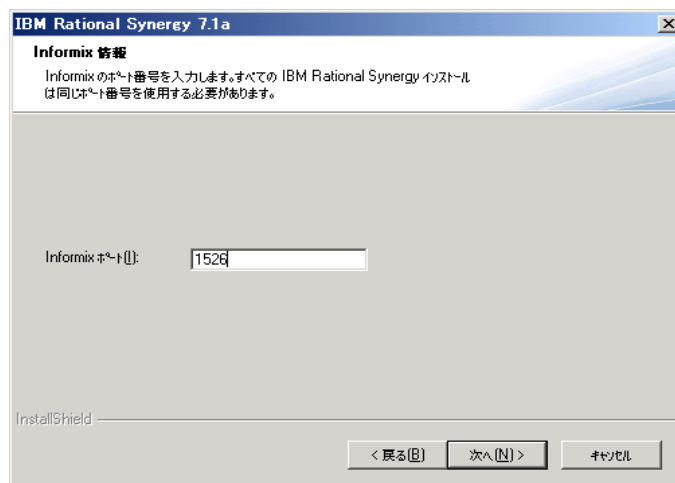 IBM Rational Synergy 7.1a
Informix 情報
Informix のﾎﾟｰﾄ番号を入力します。すべての IBM Rational Synergy ｲﾝｽﾄｰﾙ
は同じﾎﾟｰﾄ番号を使用する必要があります。
Informix ﾎﾟｰﾄ(I):
1526
InstallShield
< 戻る(B)
次へ(N) >
ｷｬﾝｾﾙ